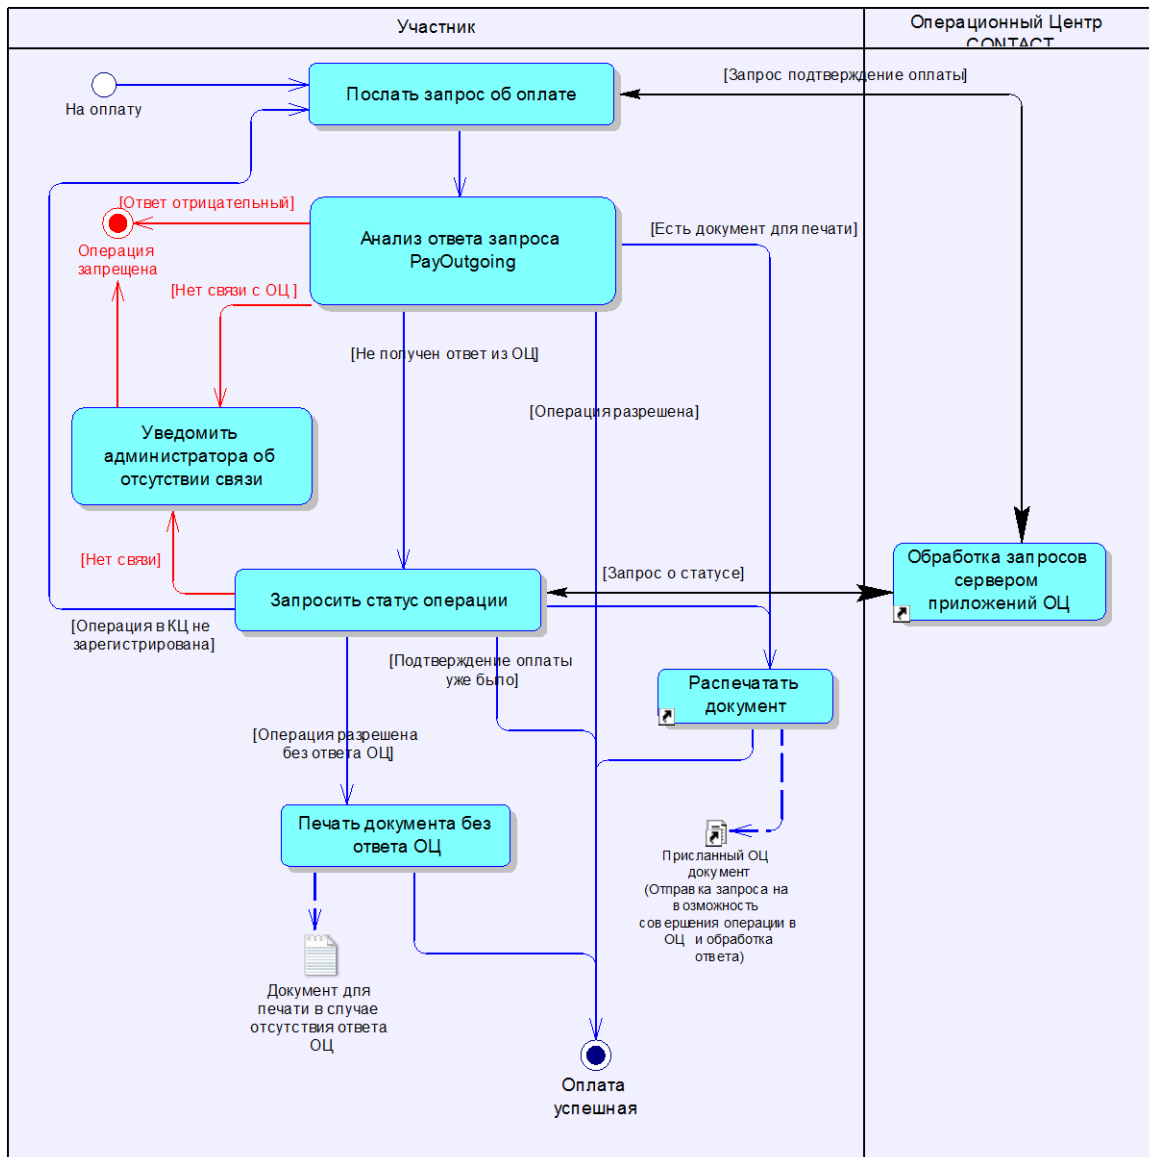 Участник
Операционный Центр
CONTACT
[Запрос подтверждение оплаты]
Послать запрос об оплате
На оплату
[Ответ отрицательный]
Операция
запрещена
Анализ ответа запроса
PayOutgoing
[Есть документ для печати]
[Нет связи с ОЦ ]
[Не получен ответ из ОЦ]
[Операция разрешена]
Уведомить
администратора об
отсутствии связи
[Нет связи]
[Запрос о статусе]
Обработка запросов
сервером
приложений ОЦ
Запросить статус операции
[Операция в КЦ не
зарегистрирована]
[Подтверждение оплаты
уже было]
Распечатать
документ
[Операция разрешена
без ответа ОЦ]
Печать документа без
ответа ОЦ
Присланный ОЦ
документ
(Отправка запроса на
возможность
совершения операции в
ОЦ и обработка
ответа)
Документ для
печати в случае
отсутствия ответа
ОЦ
Оплата
успешная